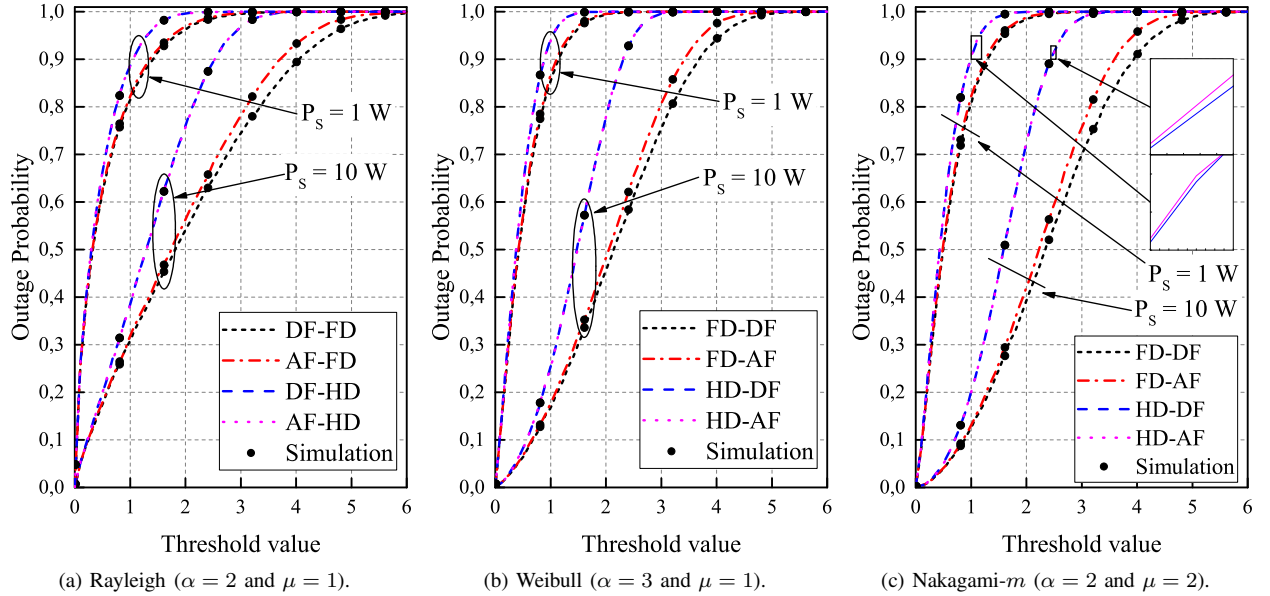 Outage Probability
1,0
0,9
0,8
0,7
0,6
0,5
0,4
0,3
0,2
0,1
0,0
P_S = 1 W
P_S = 10 W
DF-FD
AF-FD
DF-HD
AF-HD
Simulation
0 1 2 3 4 5 6
Threshold value
(a) Rayleigh (α = 2 and μ = 1).
Outage Probability
1,0
0,9
0,8
0,7
0,6
0,5
0,4
0,3
0,2
0,1
0,0
P_S = 1 W
P_S = 10 W
FD-DF
FD-AF
HD-DF
HD-AF
Simulation
0 1 2 3 4 5 6
Threshold value
(b) Weibull (α = 3 and μ = 1).
Outage Probability
1,0
0,9
0,8
0,7
0,6
0,5
0,4
0,3
0,2
0,1
0,0
P_S = 1 W
P_S = 10 W
FD-DF
FD-AF
HD-DF
HD-AF
Simulation
0 1 2 3 4 5 6
Threshold value
(c) Nakagami-m (α = 2 and μ = 2).